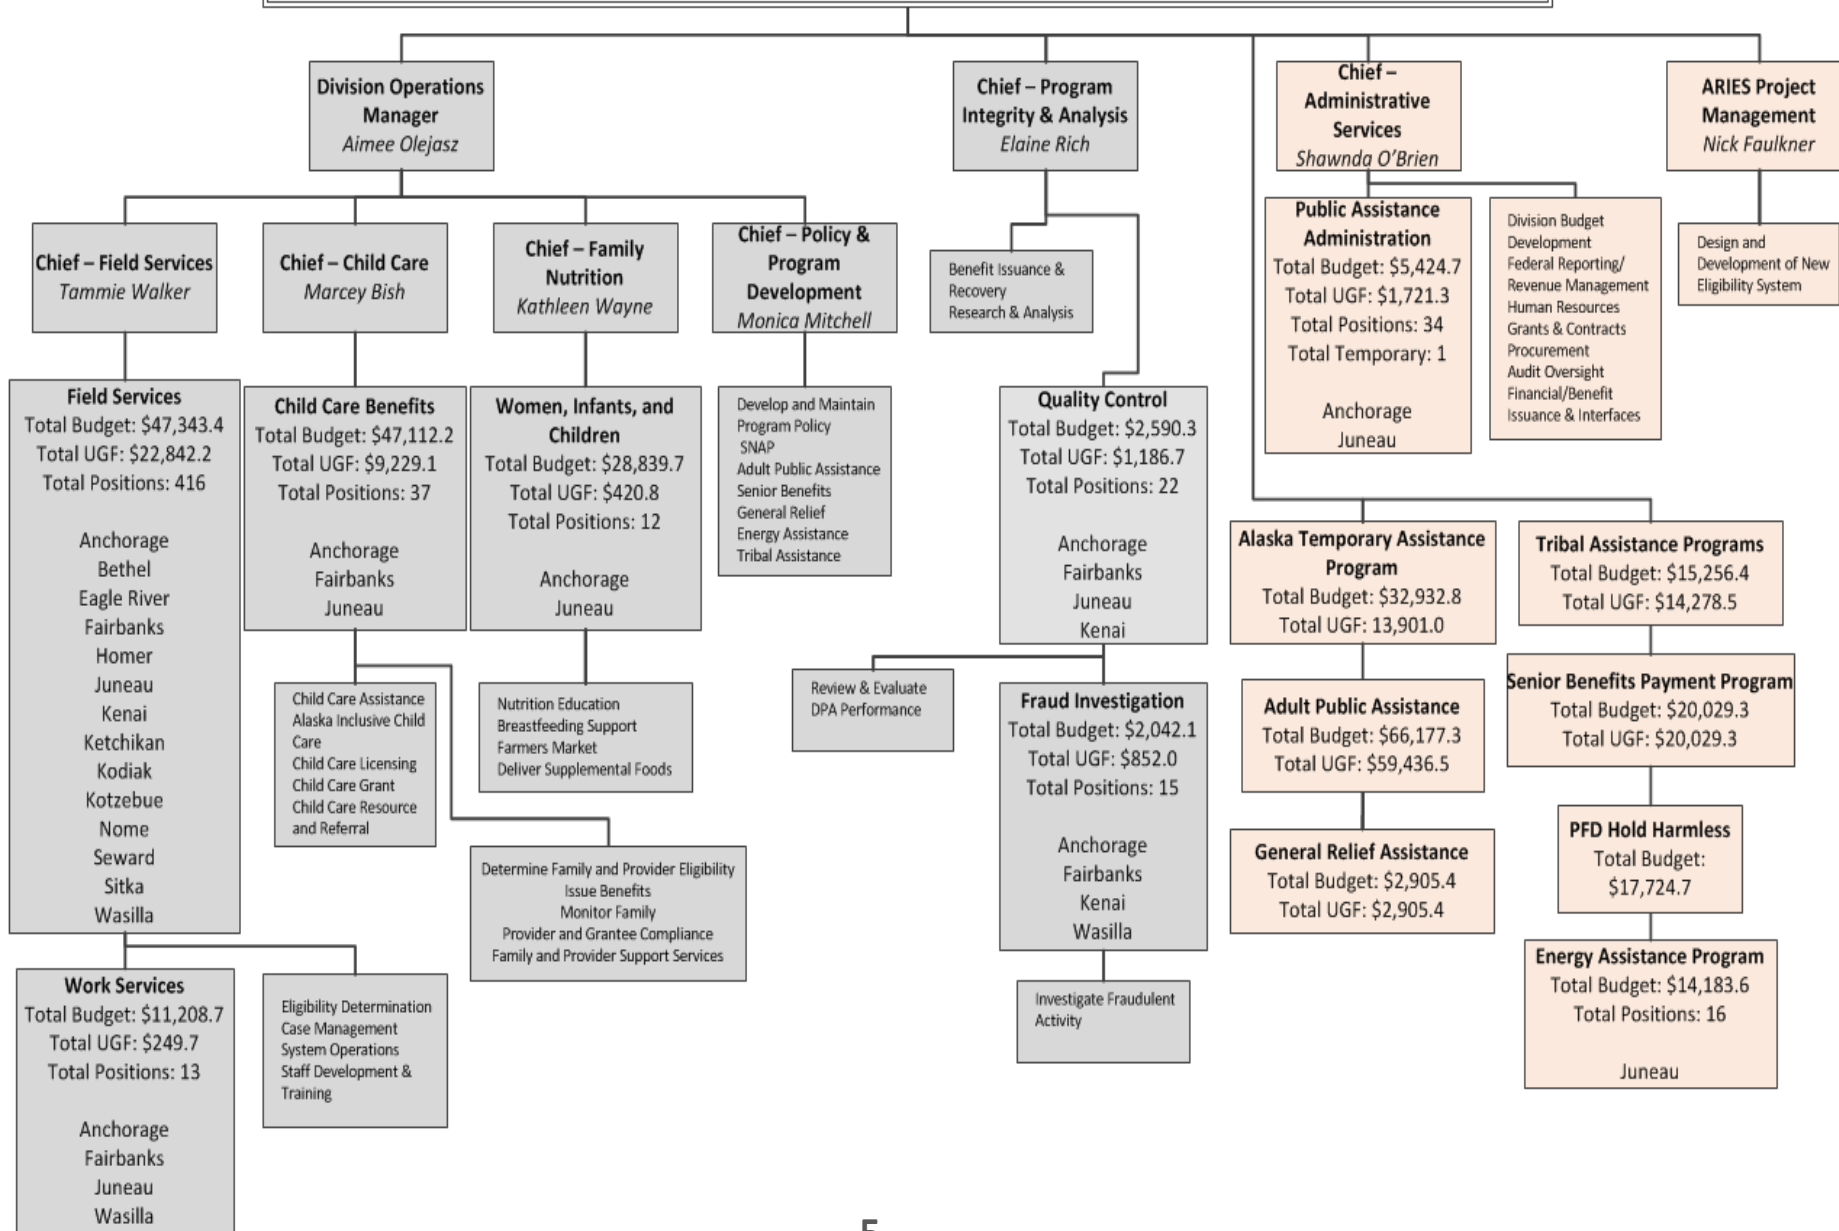 Division Operations
Manager
Aimee Olejasz
Chief – Program
Integrity & Analysis
Elaine Rich
Chief –
Administrative
Services
Shawnda O’Brien
ARIES Project
Management
Nick Faulkner
Chief – Field Services
Tammie Walker
Chief – Child Care
Marcey Bish
Chief – Family
Nutrition
Kathleen Wayne
Chief – Policy &
Program
Development
Monica Mitchell
Benefit Issuance &
Recovery
Research & Analysis
Public Assistance
Administration
Total Budget: $5,424.7
Total UGF: $1,721.3
Total Positions: 34
Total Temporary: 1
Anchorage
Juneau
Division Budget
Development
Federal Reporting/
Revenue Management
Human Resources
Grants & Contracts
Procurement
Audit Oversight
Financial/Benefit
Issuance & Interfaces
Design and
Development of New
Eligibility System
Field Services
Total Budget: $47,343.4
Total UGF: $22,842.2
Total Positions: 416
Anchorage
Bethel
Eagle River
Fairbanks
Homer
Juneau
Kenai
Ketchikan
Kodiak
Kotzebue
Nome
Seward
Sitka
Wasilla
Child Care Benefits
Total Budget: $47,112.2
Total UGF: $9,229.1
Total Positions: 37
Anchorage
Fairbanks
Juneau
Women, Infants, and
Children
Total Budget: $28,839.7
Total UGF: $420.8
Total Positions: 12
Anchorage
Juneau
Develop and Maintain
Program Policy
SNAP
Adult Public Assistance
Senior Benefits
General Relief
Energy Assistance
Tribal Assistance
Quality Control
Total Budget: $2,590.3
Total UGF: $1,186.7
Total Positions: 22
Anchorage
Fairbanks
Juneau
Kenai
Alaska Temporary Assistance
Program
Total Budget: $32,932.8
Total UGF: 13,901.0
Tribal Assistance Programs
Total Budget: $15,256.4
Total UGF: $14,278.5
Child Care Assistance
Alaska Inclusive Child
Care
Child Care Licensing
Child Care Grant
Child Care Resource
and Referral
Nutrition Education
Breastfeeding Support
Farmers Market
Deliver Supplemental Foods
Review & Evaluate
DPA Performance
Fraud Investigation
Total Budget: $2,042.1
Total UGF: $852.0
Total Positions: 15
Anchorage
Fairbanks
Kenai
Wasilla
Adult Public Assistance
Total Budget: $66,177.3
Total UGF: $59,436.5
Senior Benefits Payment Program
Total Budget: $20,029.3
Total UGF: $20,029.3
Determine Family and Provider Eligibility
Issue Benefits
Monitor Family
Provider and Grantee Compliance
Family and Provider Support Services
General Relief Assistance
Total Budget: $2,905.4
Total UGF: $2,905.4
PFD Hold Harmless
Total Budget:
$17,724.7
Work Services
Total Budget: $11,208.7
Total UGF: $249.7
Total Positions: 13
Anchorage
Fairbanks
Juneau
Wasilla
Eligibility Determination
Case Management
System Operations
Staff Development &
Training
Investigate Fraudulent
Activity
Energy Assistance Program
Total Budget: $14,183.6
Total Positions: 16
Juneau